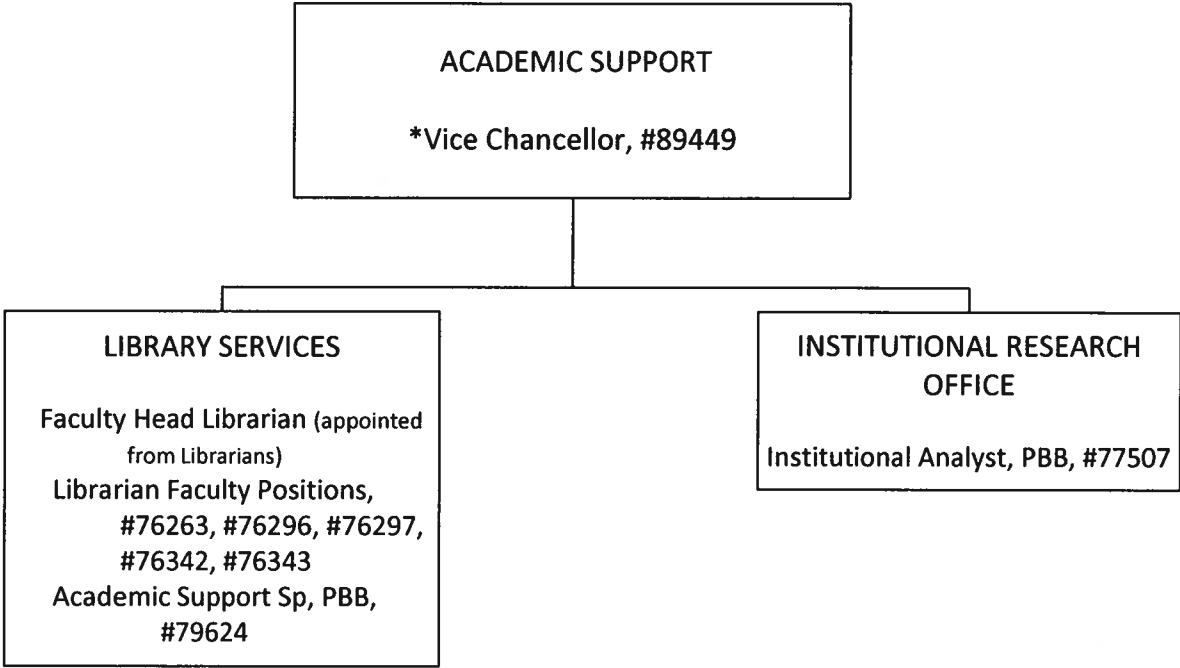 ACADEMIC SUPPORT
*Vice Chancellor, #89449
LIBRARY SERVICES
Faculty Head Librarian (appointed
from Librarians)
Librarian Faculty Positions,
#76263, #76296, #76297,
#76342, #76343
Academic Support Sp, PBB,
#79624
INSTITUTIONAL RESEARCH
OFFICE
Institutional Analyst, PBB, #77507